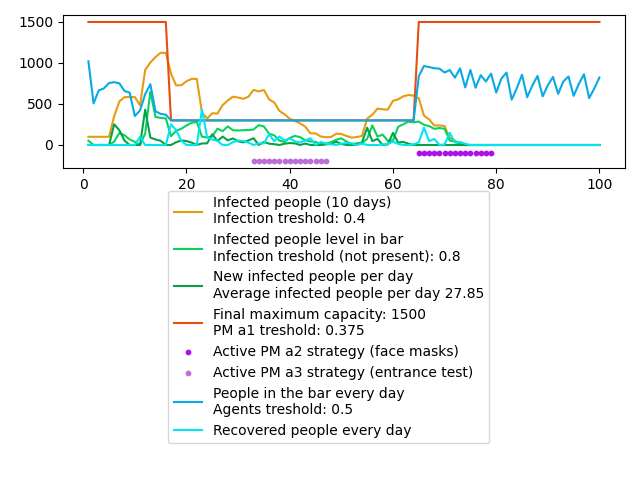 1500
1000
500
0
0
20
40
60
80
100
Infected people (10 days)
Infection treshold: 0.4
Infected people level in bar
Infection treshold (not present): 0.8
New infected people per day
Average infected people per day 27.85
Final maximum capacity: 1500
PM a1 treshold: 0.375
Active PM a2 strategy (face masks)
Active PM a3 strategy (entrance test)
People in the bar every day
Agents treshold: 0.5
Recovered people every day